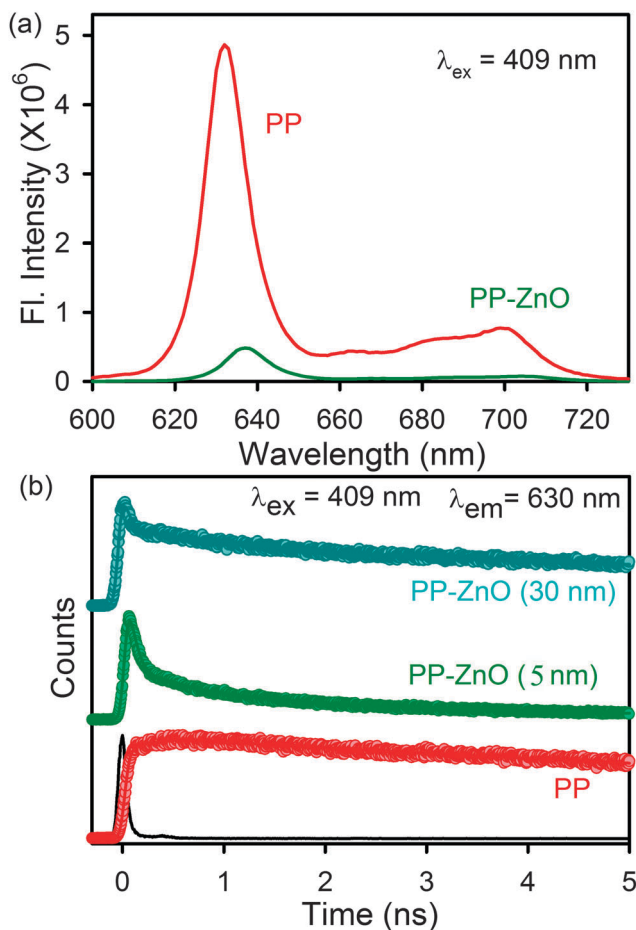 (a)
λex = 409 nm
PP
PP-ZnO
Fl. Intensity (X10⁶)
5
4
3
2
1
0
600 620 640 660 680 700 720
Wavelength (nm)
(b)
λex = 409 nm λem = 630 nm
PP-ZnO (30 nm)
PP-ZnO (5 nm)
PP
Counts
0 1 2 3 4 5
Time (ns)